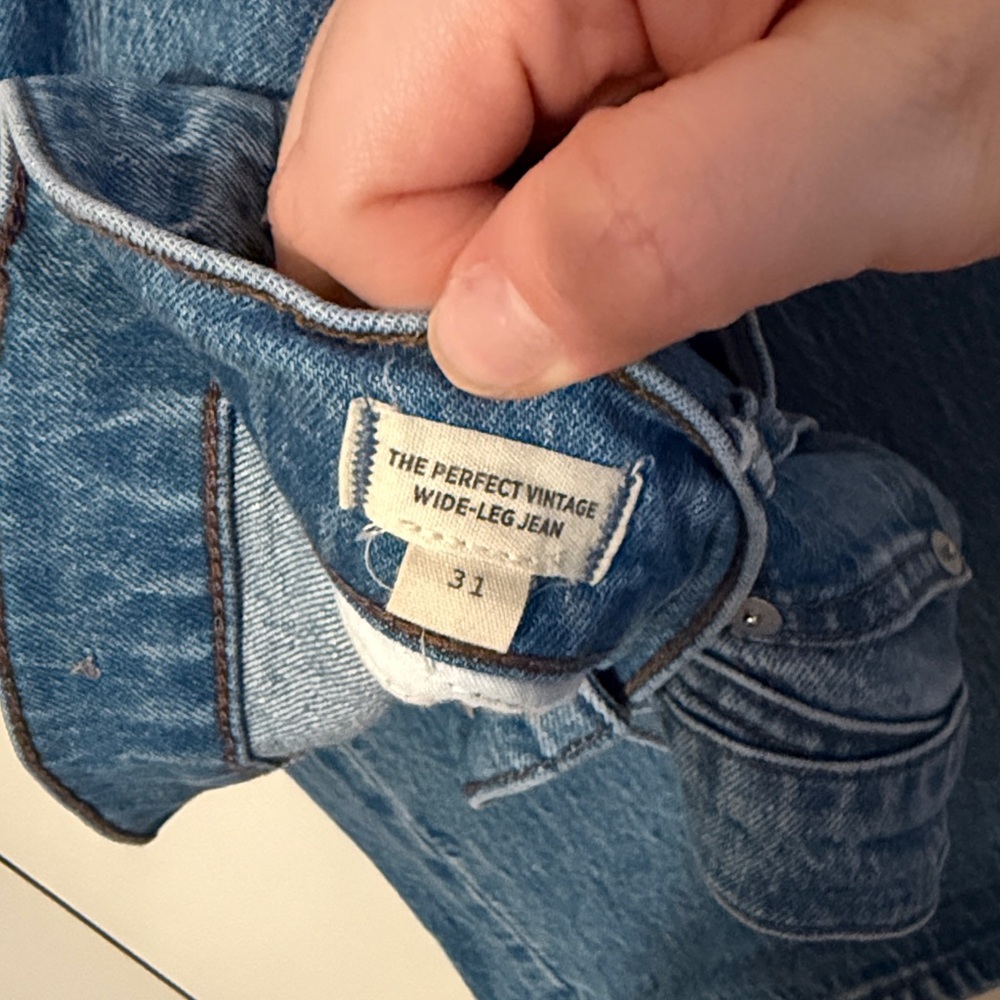 THE PERFECT VINTAGE
WIDE-LEG JEAN
31